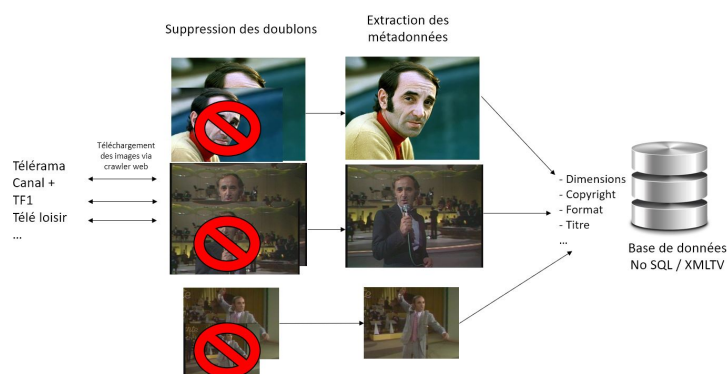 Suppression des doublons
Extraction des
métadonnées
Téléchargement
des images via
crawler web
Télérama
Canal +
TF1
Télé loisir
...
- Dimensions
- Copyright
- Format
- Titre
...
Base de données
No SQL / XMLTV